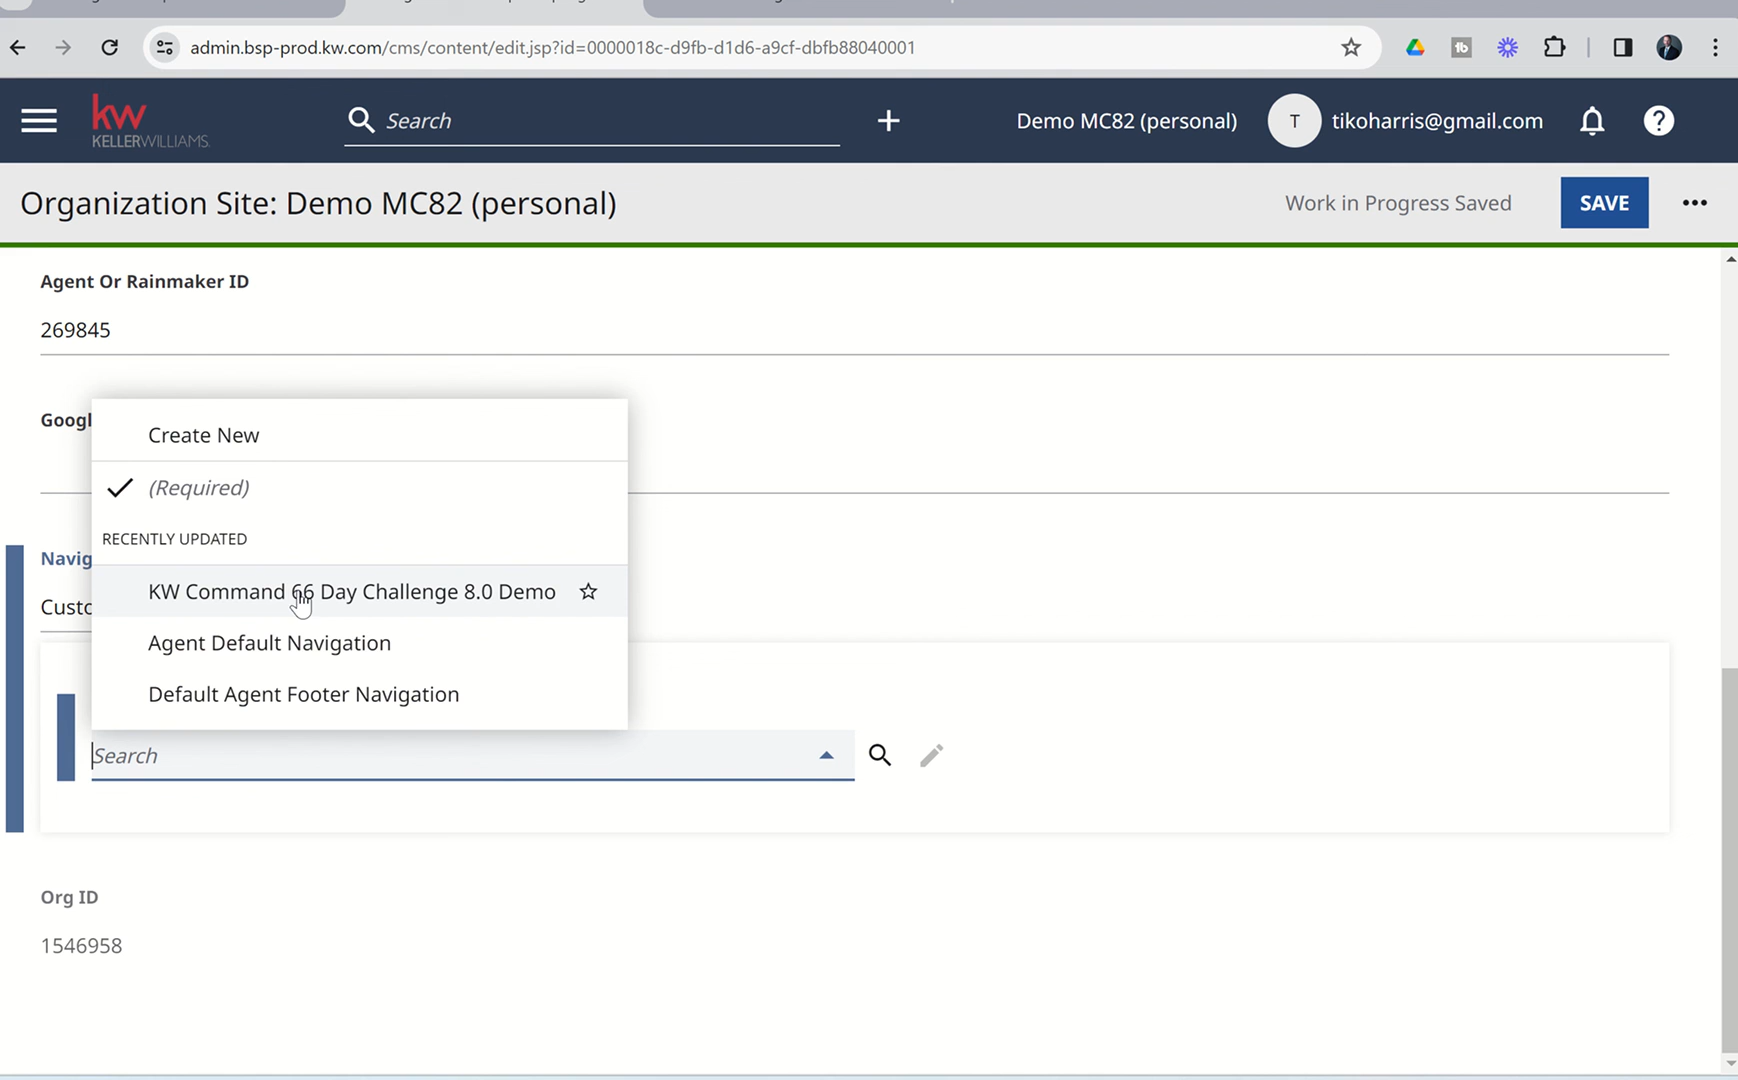 admin.bsp-prod.kw.com/cms/content/edit.jsp?id=0000018c-d9fb-d1d6-a9cf-dbfb88040001
kw
KELLERWILLIAMS.
Search
Demo MC82 (personal)
T
tikoharris@gmail.com
Organization Site: Demo MC82 (personal)
Work in Progress Saved
SAVE
Agent Or Rainmaker ID
269845
Googl
Create New
(Required)
RECENTLY UPDATED
Navig
KW Command 66 Day Challenge 8.0 Demo
Custo
Agent Default Navigation
Default Agent Footer Navigation
Search
Org ID
1546958